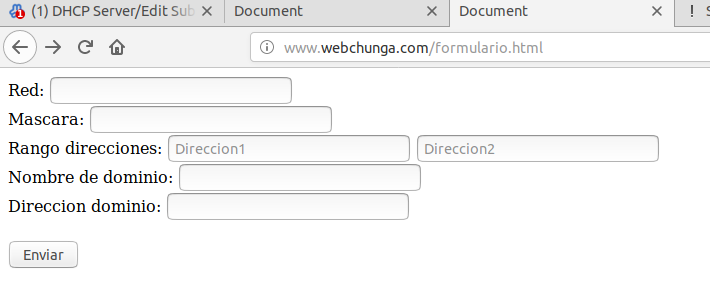 (1) DHCP Server/Edit Sub
Document
Document
www.webchunga.com/formulario.html
Red:
Mascara:
Rango direcciones: Direccion1 Direccion2
Nombre de dominio:
Direccion dominio:
Enviar